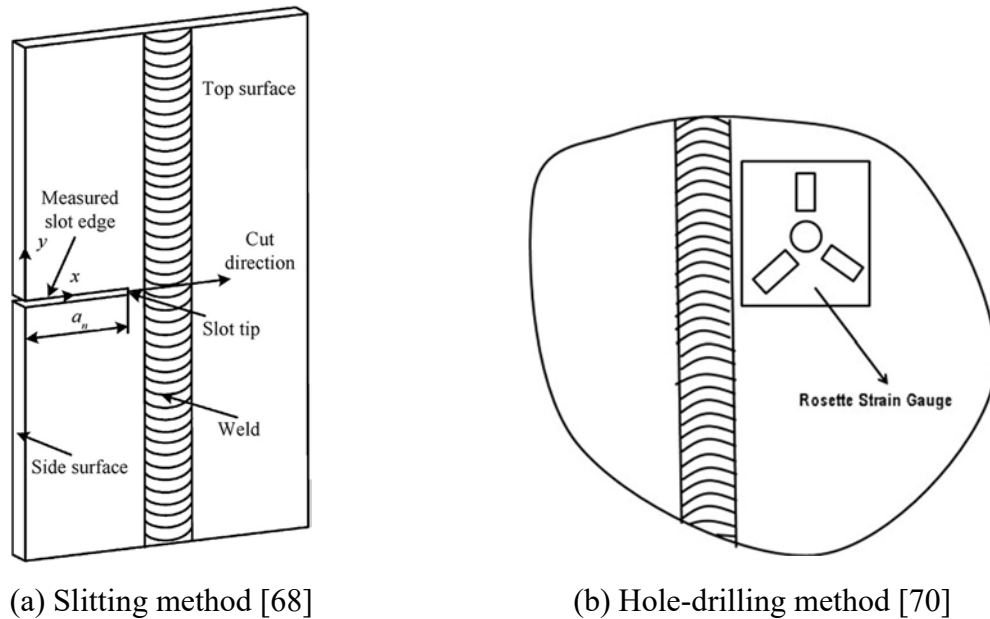 Top surface
Measured
slot edge
y
x
Cut
direction
aₙ
Slot tip
Weld
Side surface
Rosette Strain Gauge
(a) Slitting method [68]
(b) Hole-drilling method [70]